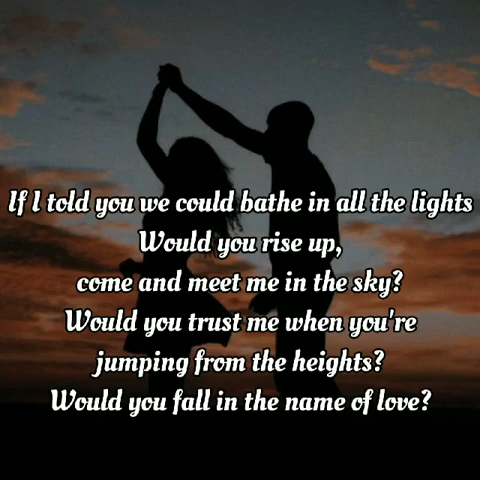 If I told you we could bathe in all the lights
Would you rise up,
come and meet me in the sky?
Would you trust me when you're
jumping from the heights?
Would you fall in the name of love?